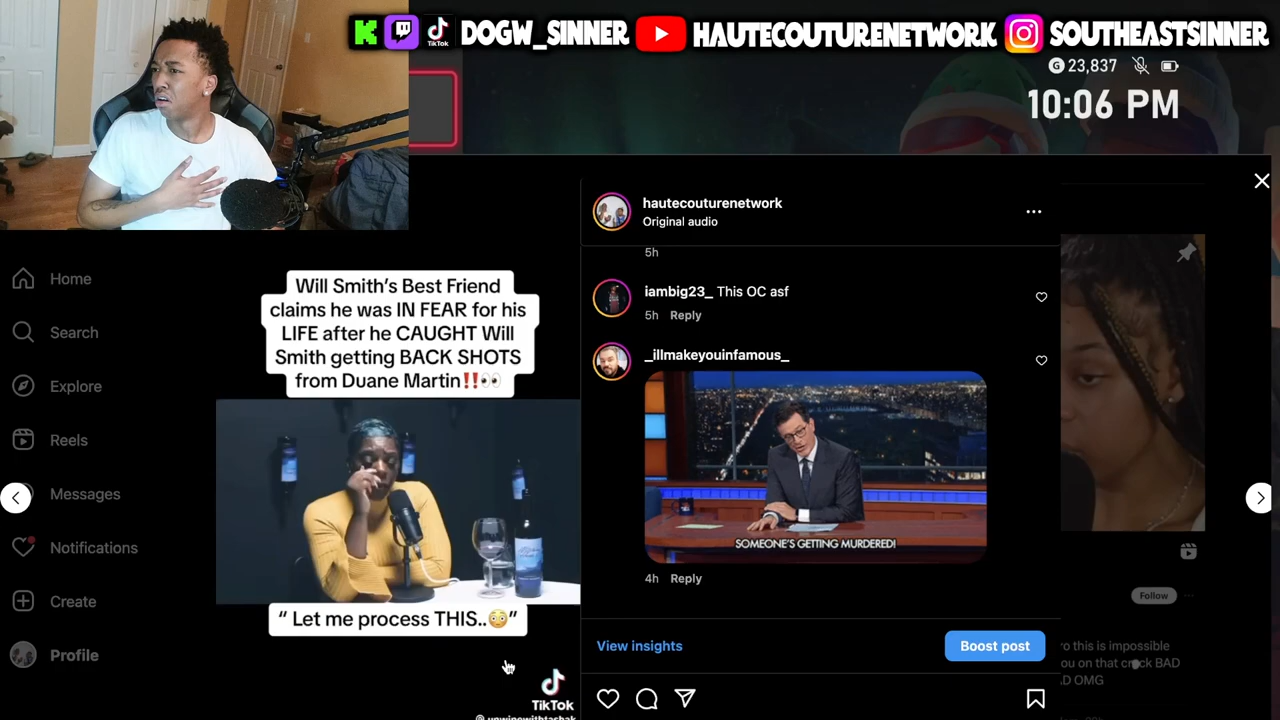 TikTok
DOGW_SINNER
HAUTECOUTURENETWORK
SOUTHEASTSINNER
G 23,837
10:06 PM
hautecouturenetwork
Original audio
5h
iambig23_ This OC asf
5h Reply
_illmakeyouinfamous_
SOMEONE'S GETTING MURDERED!
4h Reply
View insights
Boost post
Home
Search
Explore
Reels
Messages
Notifications
Create
Profile
Will Smith's Best Friend
claims he was IN FEAR for his
LIFE after he CAUGHT Will
Smith getting BACK SHOTS
from Duane Martin‼️👀
“ Let me process THIS..😳”
TikTok
@unwinewithtashak
Follow
o this is impossible
ou on that crack BAD
D OMG